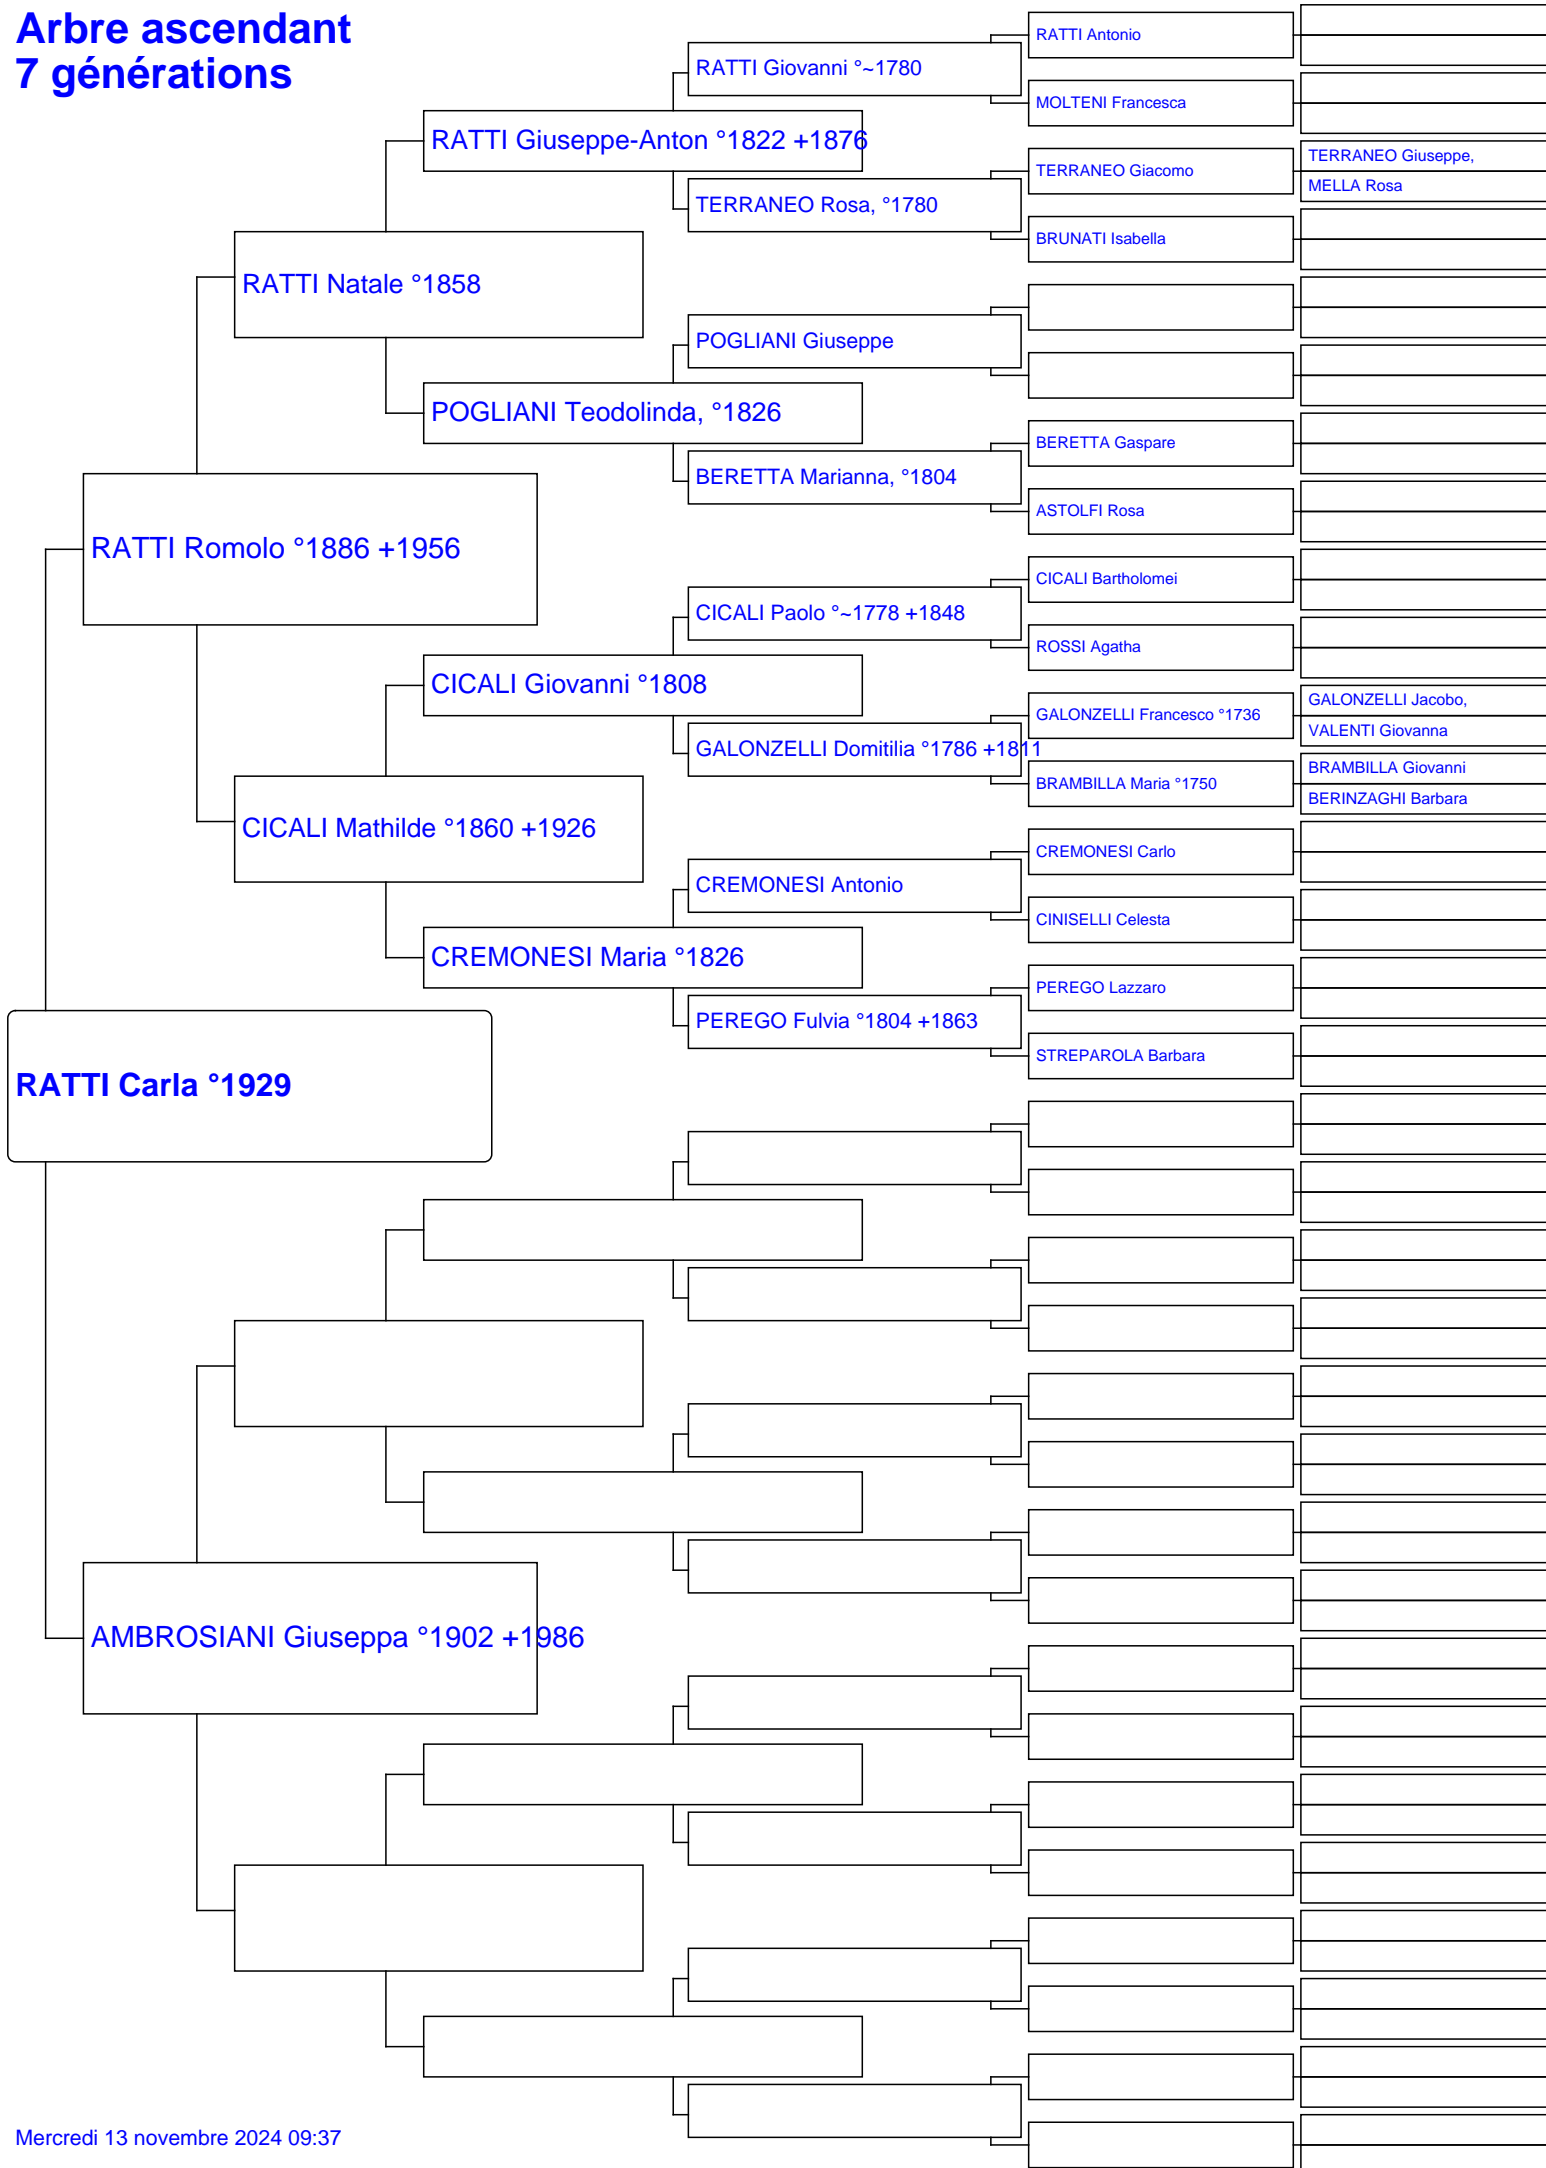 Arbre ascendant
7 générations
RATTI Antonio
RATTI Giovanni °~1780
MOLTENI Francesca
RATTI Giuseppe-Anton °1822 +1876
TERRANEO Giuseppe,
TERRANEO Giacomo
MELLA Rosa
TERRANEO Rosa, °1780
BRUNATI Isabella
RATTI Natale °1858
POGLIANI Giuseppe
POGLIANI Teodolinda, °1826
BERETTA Gaspare
BERETTA Marianna, °1804
ASTOLFI Rosa
RATTI Romolo °1886 +1956
CICALI Bartholomei
CICALI Paolo °~1778 +1848
ROSSI Agatha
CICALI Giovanni °1808
GALONZELLI Jacobo,
GALONZELLI Francesco °1736
VALENTI Giovanna
GALONZELLI Domitilia °1786 +1811
BRAMBILLA Giovanni
BRAMBILLA Maria °1750
BERINZAGHI Barbara
CICALI Mathilde °1860 +1926
CREMONESI Carlo
CREMONESI Antonio
CINISELLI Celesta
CREMONESI Maria °1826
PEREGO Lazzaro
PEREGO Fulvia °1804 +1863
STREPAROLA Barbara
RATTI Carla °1929
AMBROSIANI Giuseppa °1902 +1986
Mercredi 13 novembre 2024 09:37